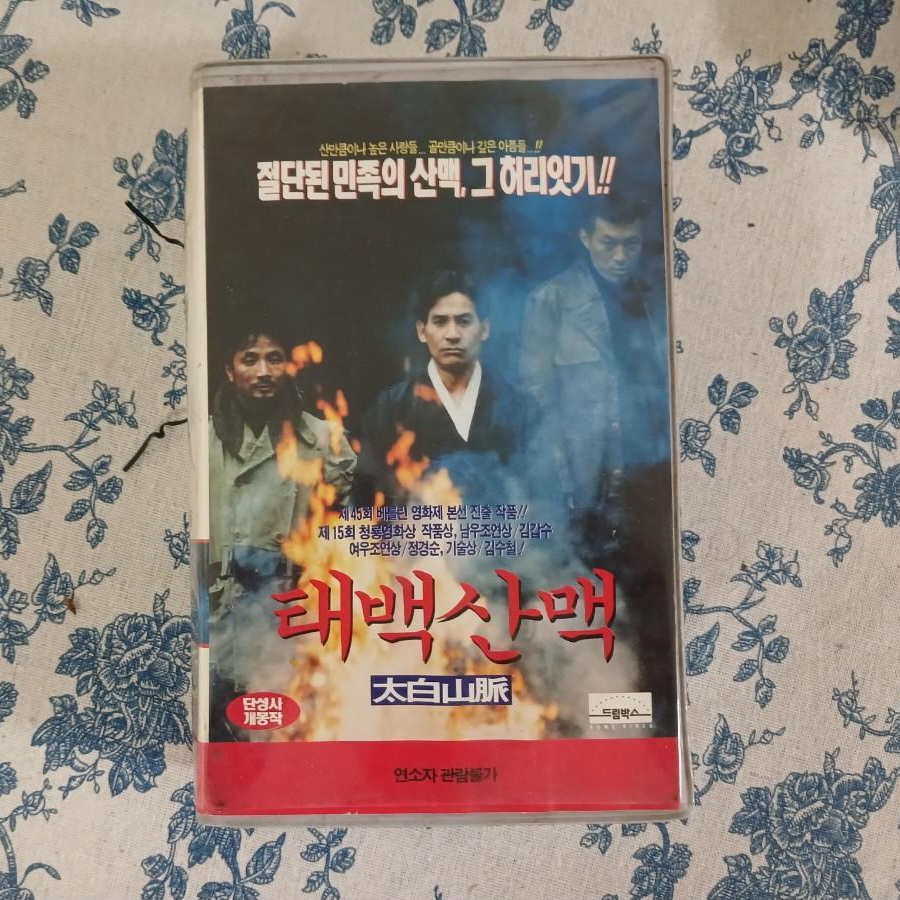 산만큼이나 높은 사랑들... 골만큼이나 깊은 아픔들...!!
절단된 민족의 산맥, 그 허리잇기!!
제45회 베를린 영화제 본선 진출 작품!!
제15회 청룡영화상 작품상, 남우조연상/김갑수
여우조연상/정경순, 기술상/김수철!
태백산맥
太白山脈
단성사
개봉작
드림박스
연소자 관람불가